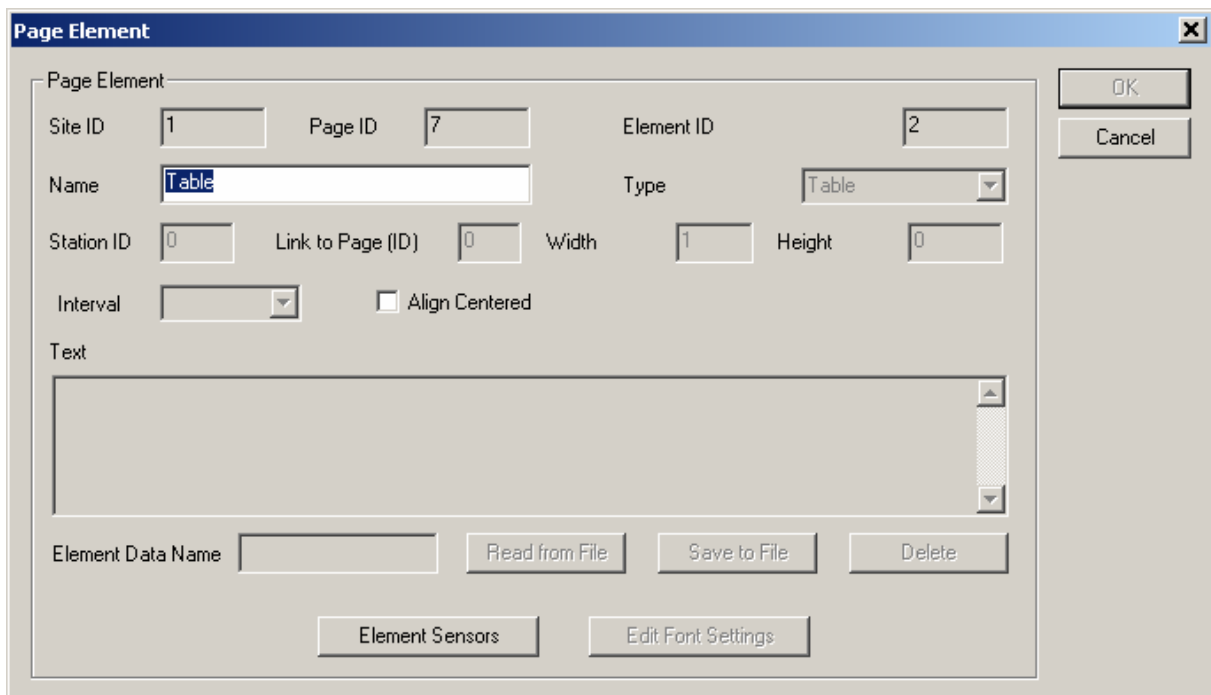 Page Element
Page Element
OK
Site ID 1 Page ID 7 Element ID 2
Cancel
Name Table Type Table
Station ID 0 Link to Page (ID) 0 Width 1 Height 0
Interval Align Centered
Text
Element Data Name Read from File Save to File Delete
Element Sensors Edit Font Settings